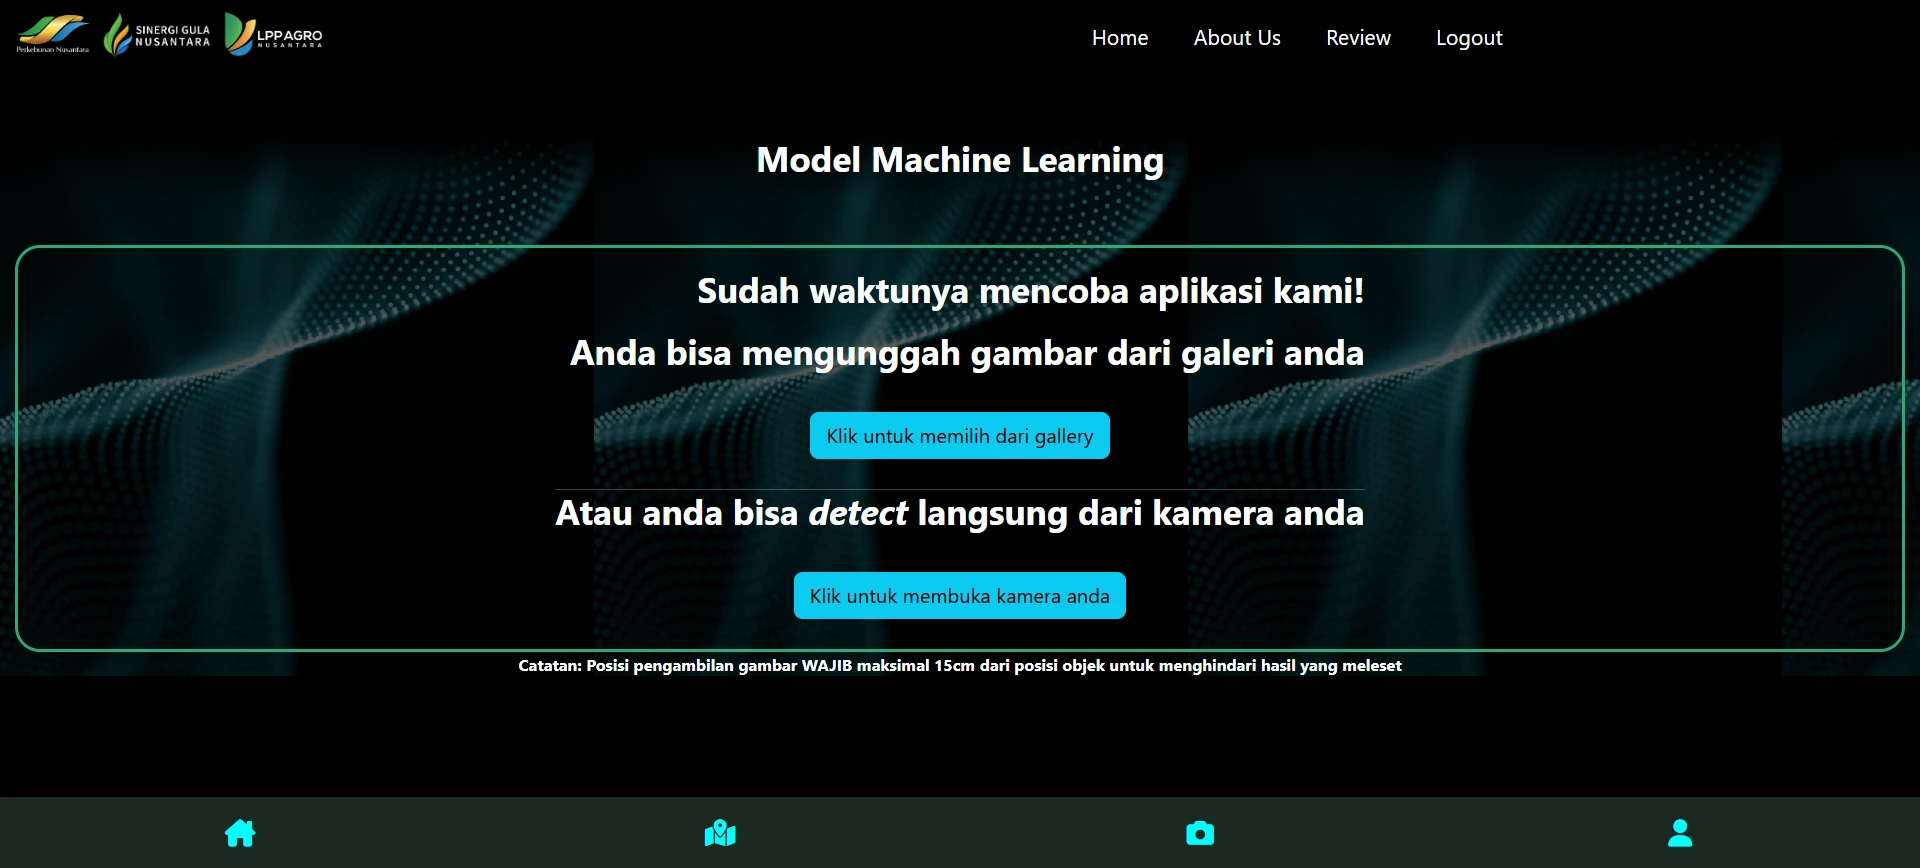 Perkebunan Nusantara
SINERGI GULA
NUSANTARA
LPP AGRO
NUSANTARA
Home
About Us
Review
Logout
Model Machine Learning
Sudah waktunya mencoba aplikasi kami!
Anda bisa mengunggah gambar dari galeri anda
Klik untuk memilih dari gallery
Atau anda bisa detect langsung dari kamera anda
Klik untuk membuka kamera anda
Catatan: Posisi pengambilan gambar WAJIB maksimal 15cm dari posisi objek untuk menghindari hasil yang meleset